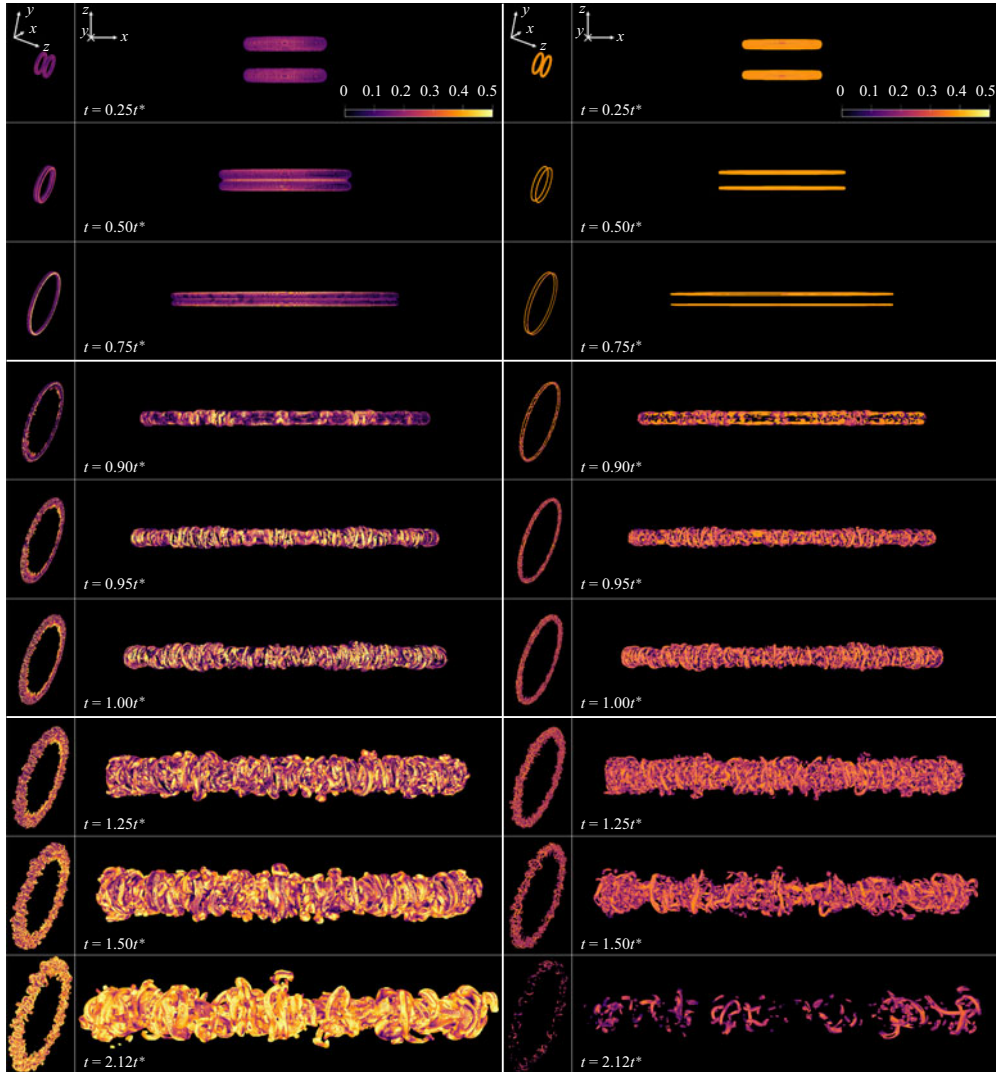 y
x
z
z
y
x
0 0.1 0.2 0.3 0.4 0.5
t = 0.25t*
y
x
z
z
y
x
0 0.1 0.2 0.3 0.4 0.5
t = 0.25t*
t = 0.50t*
t = 0.50t*
t = 0.75t*
t = 0.75t*
t = 0.90t*
t = 0.90t*
t = 0.95t*
t = 0.95t*
t = 1.00t*
t = 1.00t*
t = 1.25t*
t = 1.25t*
t = 1.50t*
t = 1.50t*
t = 2.12t*
t = 2.12t*